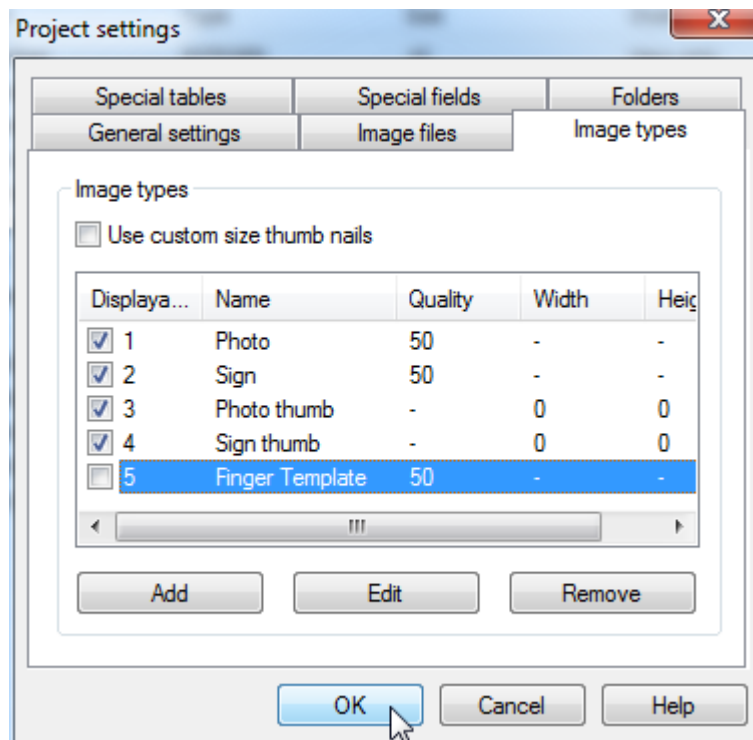 Project settings
Special tables Special fields Folders
General settings Image files Image types
Image types
Use custom size thumb nails
Displaya... Name Quality Width Heig
1 Photo 50 - -
2 Sign 50 - -
3 Photo thumb - 0 0
4 Sign thumb - 0 0
5 Finger Template 50 - -
Add Edit Remove
OK Cancel Help